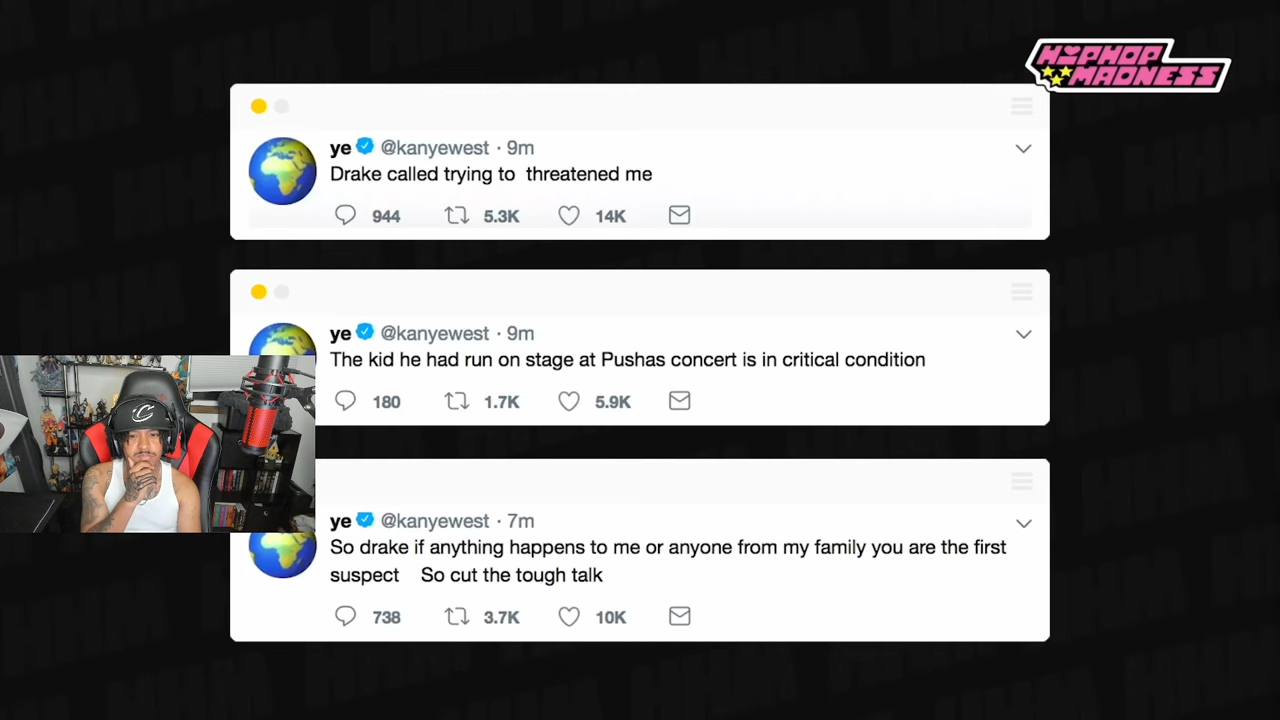 HIPHOP
MADNESS
ye @kanyewest · 9m
Drake called trying to  threatened me
944 5.3K 14K
ye @kanyewest · 9m
The kid he had run on stage at Pushas concert is in critical condition
180 1.7K 5.9K
ye @kanyewest · 7m
So drake if anything happens to me or anyone from my family you are the first
suspect    So cut the tough talk
738 3.7K 10K